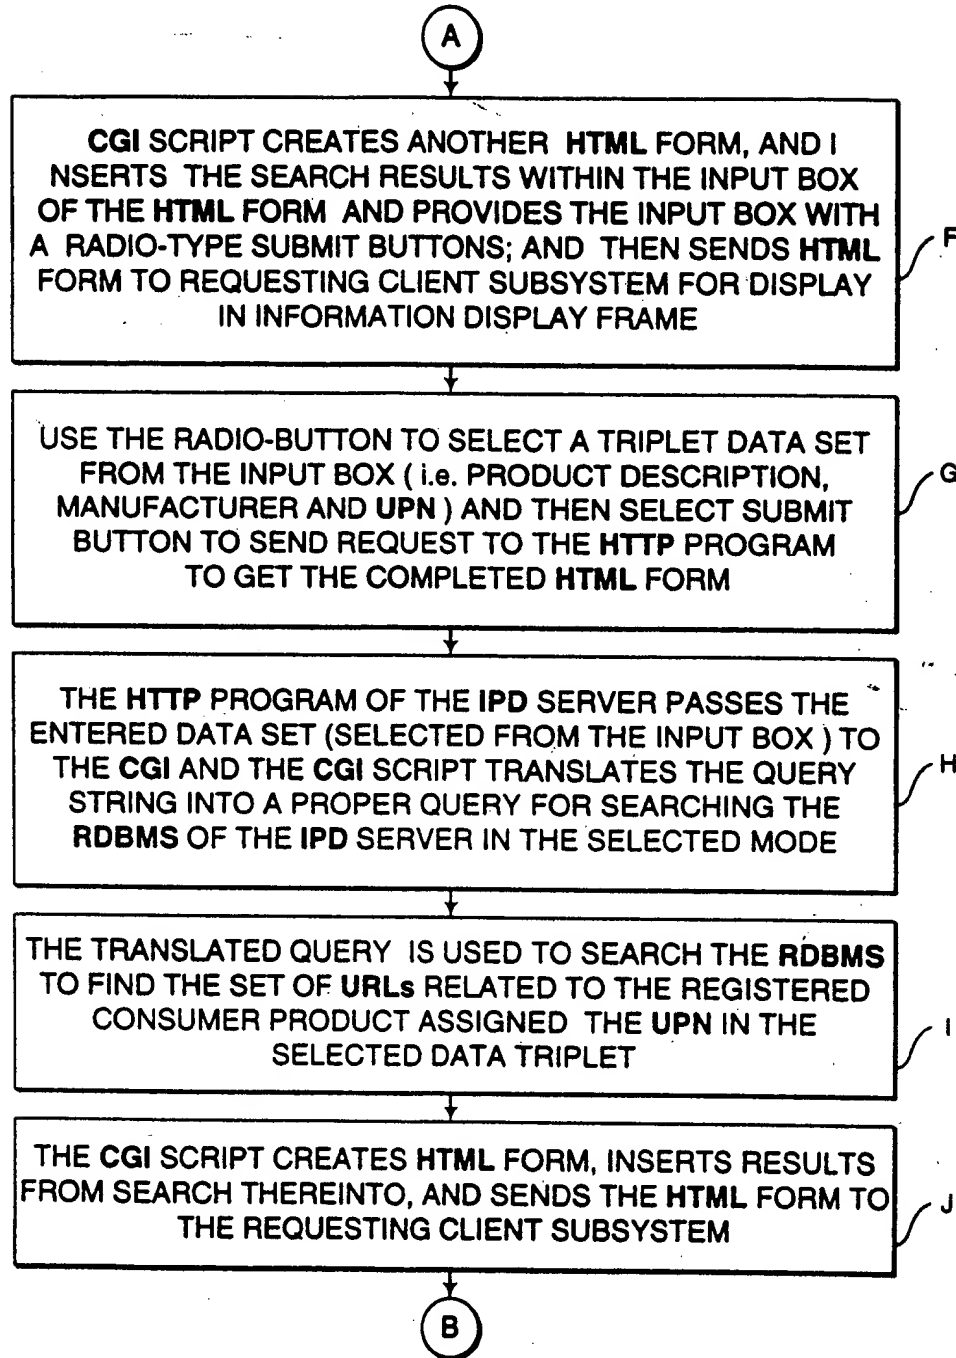 A
CGI SCRIPT CREATES ANOTHER HTML FORM, AND I
NSERTS THE SEARCH RESULTS WITHIN THE INPUT BOX
OF THE HTML FORM AND PROVIDES THE INPUT BOX WITH
A RADIO-TYPE SUBMIT BUTTONS; AND THEN SENDS HTML
FORM TO REQUESTING CLIENT SUBSYSTEM FOR DISPLAY
IN INFORMATION DISPLAY FRAME
F
USE THE RADIO-BUTTON TO SELECT A TRIPLET DATA SET
FROM THE INPUT BOX ( i.e. PRODUCT DESCRIPTION,
MANUFACTURER AND UPN ) AND THEN SELECT SUBMIT
BUTTON TO SEND REQUEST TO THE HTTP PROGRAM
TO GET THE COMPLETED HTML FORM
G
THE HTTP PROGRAM OF THE IPD SERVER PASSES THE
ENTERED DATA SET (SELECTED FROM THE INPUT BOX ) TO
THE CGI AND THE CGI SCRIPT TRANSLATES THE QUERY
STRING INTO A PROPER QUERY FOR SEARCHING THE
RDBMS OF THE IPD SERVER IN THE SELECTED MODE
H
THE TRANSLATED QUERY IS USED TO SEARCH THE RDBMS
TO FIND THE SET OF URLs RELATED TO THE REGISTERED
CONSUMER PRODUCT ASSIGNED THE UPN IN THE
SELECTED DATA TRIPLET
I
THE CGI SCRIPT CREATES HTML FORM, INSERTS RESULTS
FROM SEARCH THEREINTO, AND SENDS THE HTML FORM TO
THE REQUESTING CLIENT SUBSYSTEM
J
B